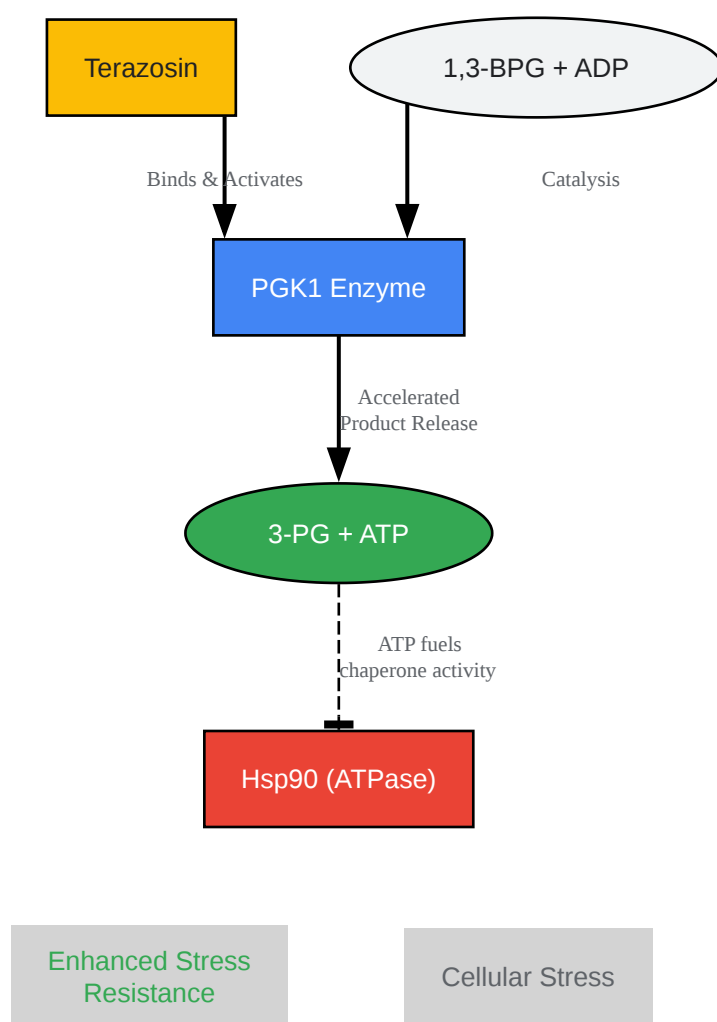 Terazosin
1,3-BPG + ADP
Binds & Activates
Catalysis
PGK1 Enzyme
Accelerated
Product Release
3-PG + ATP
ATP fuels
chaperone activity
Hsp90 (ATPase)
Enhanced Stress
Resistance
Cellular Stress